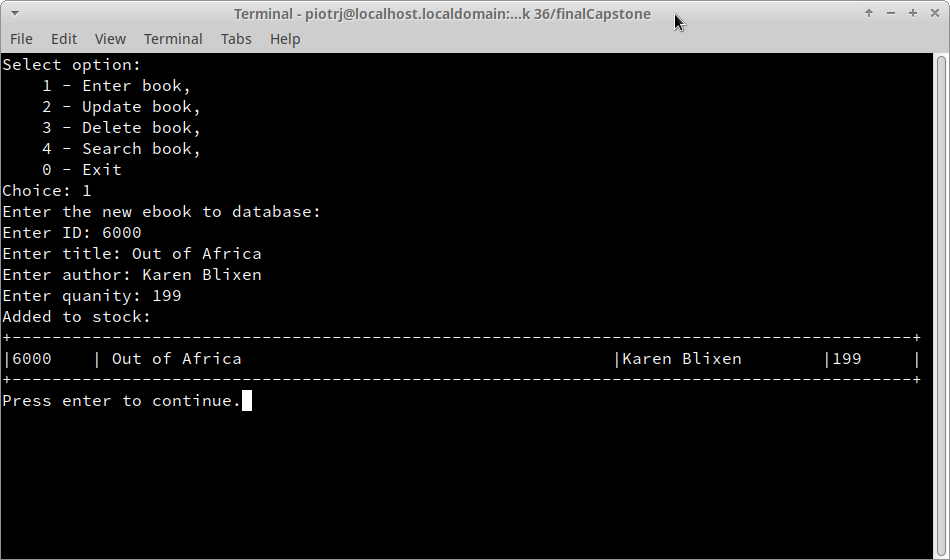 Terminal - piotrj@localhost.localdomain:...k 36/finalCapstone
File Edit View Terminal Tabs Help
Select option:
1 - Enter book,
2 - Update book,
3 - Delete book,
4 - Search book,
0 - Exit
Choice: 1
Enter the new ebook to database:
Enter ID: 6000
Enter title: Out of Africa
Enter author: Karen Blixen
Enter quanity: 199
Added to stock:
+------------------------------------------------------------------------------------------+
|6000    | Out of Africa                                     |Karen Blixen        |199     |
+------------------------------------------------------------------------------------------+
Press enter to continue.